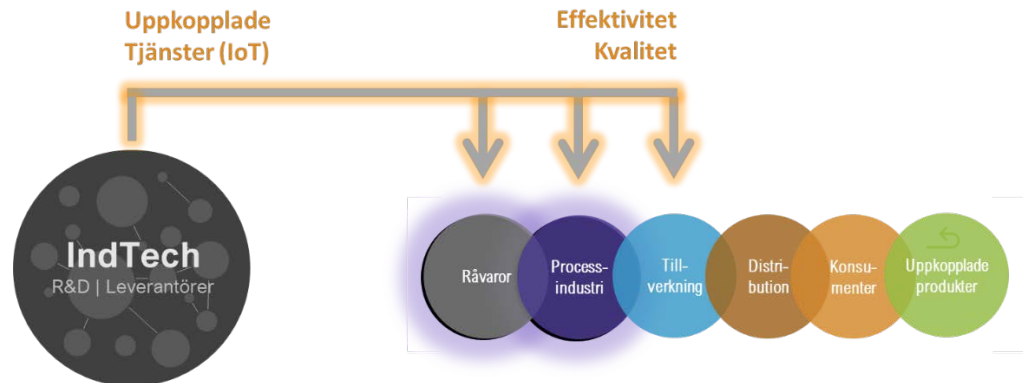 Uppkopplade
Tjänster (IoT)
Effektivitet
Kvalitet
IndTech
R&D | Leverantörer
Råvaror
Process-
industri
Till-
verkning
Distri-
bution
Konsu-
menter
Uppkopplade
produkter